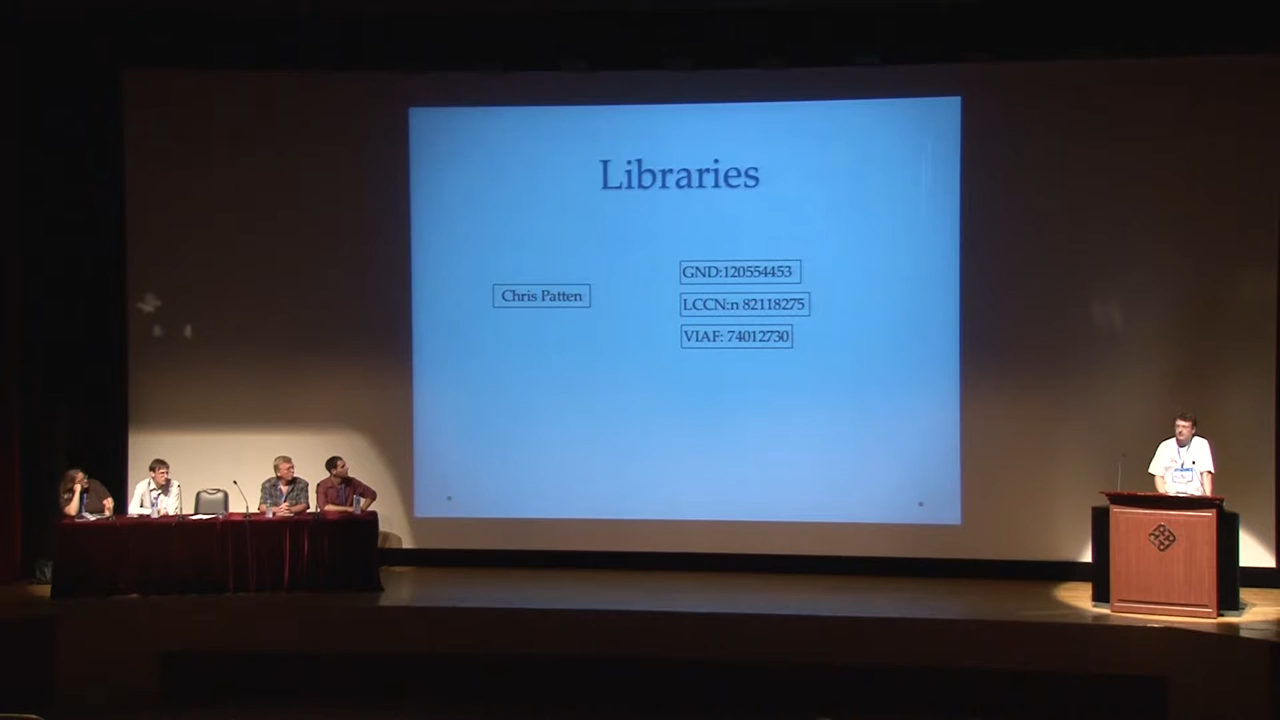 Libraries
Chris Patten
GND:120554453
LCCN:n 82118275
VIAF: 74012730